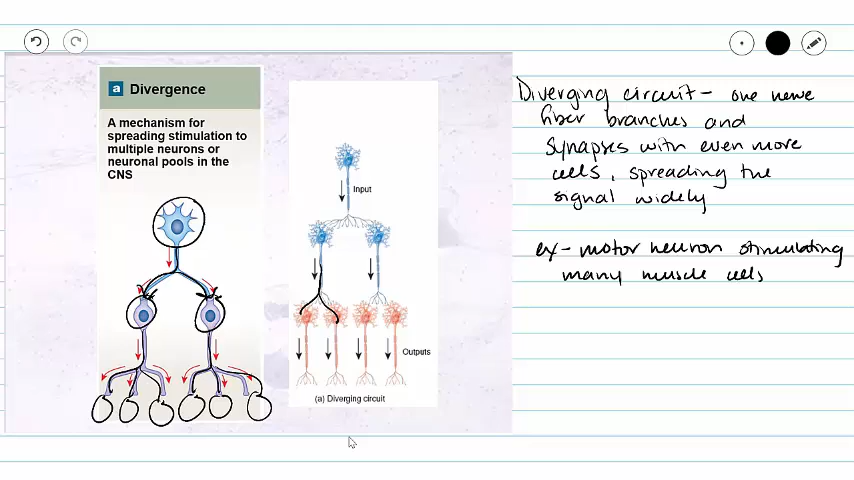 a Divergence
A mechanism for
spreading stimulation to
multiple neurons or
neuronal pools in the
CNS
Input
Outputs
(a) Diverging circuit
Diverging circuit - one nerve
fiber branches and
synapses with even more
cells, spreading the
signal widely
ex - motor neuron stimulating
many muscle cells